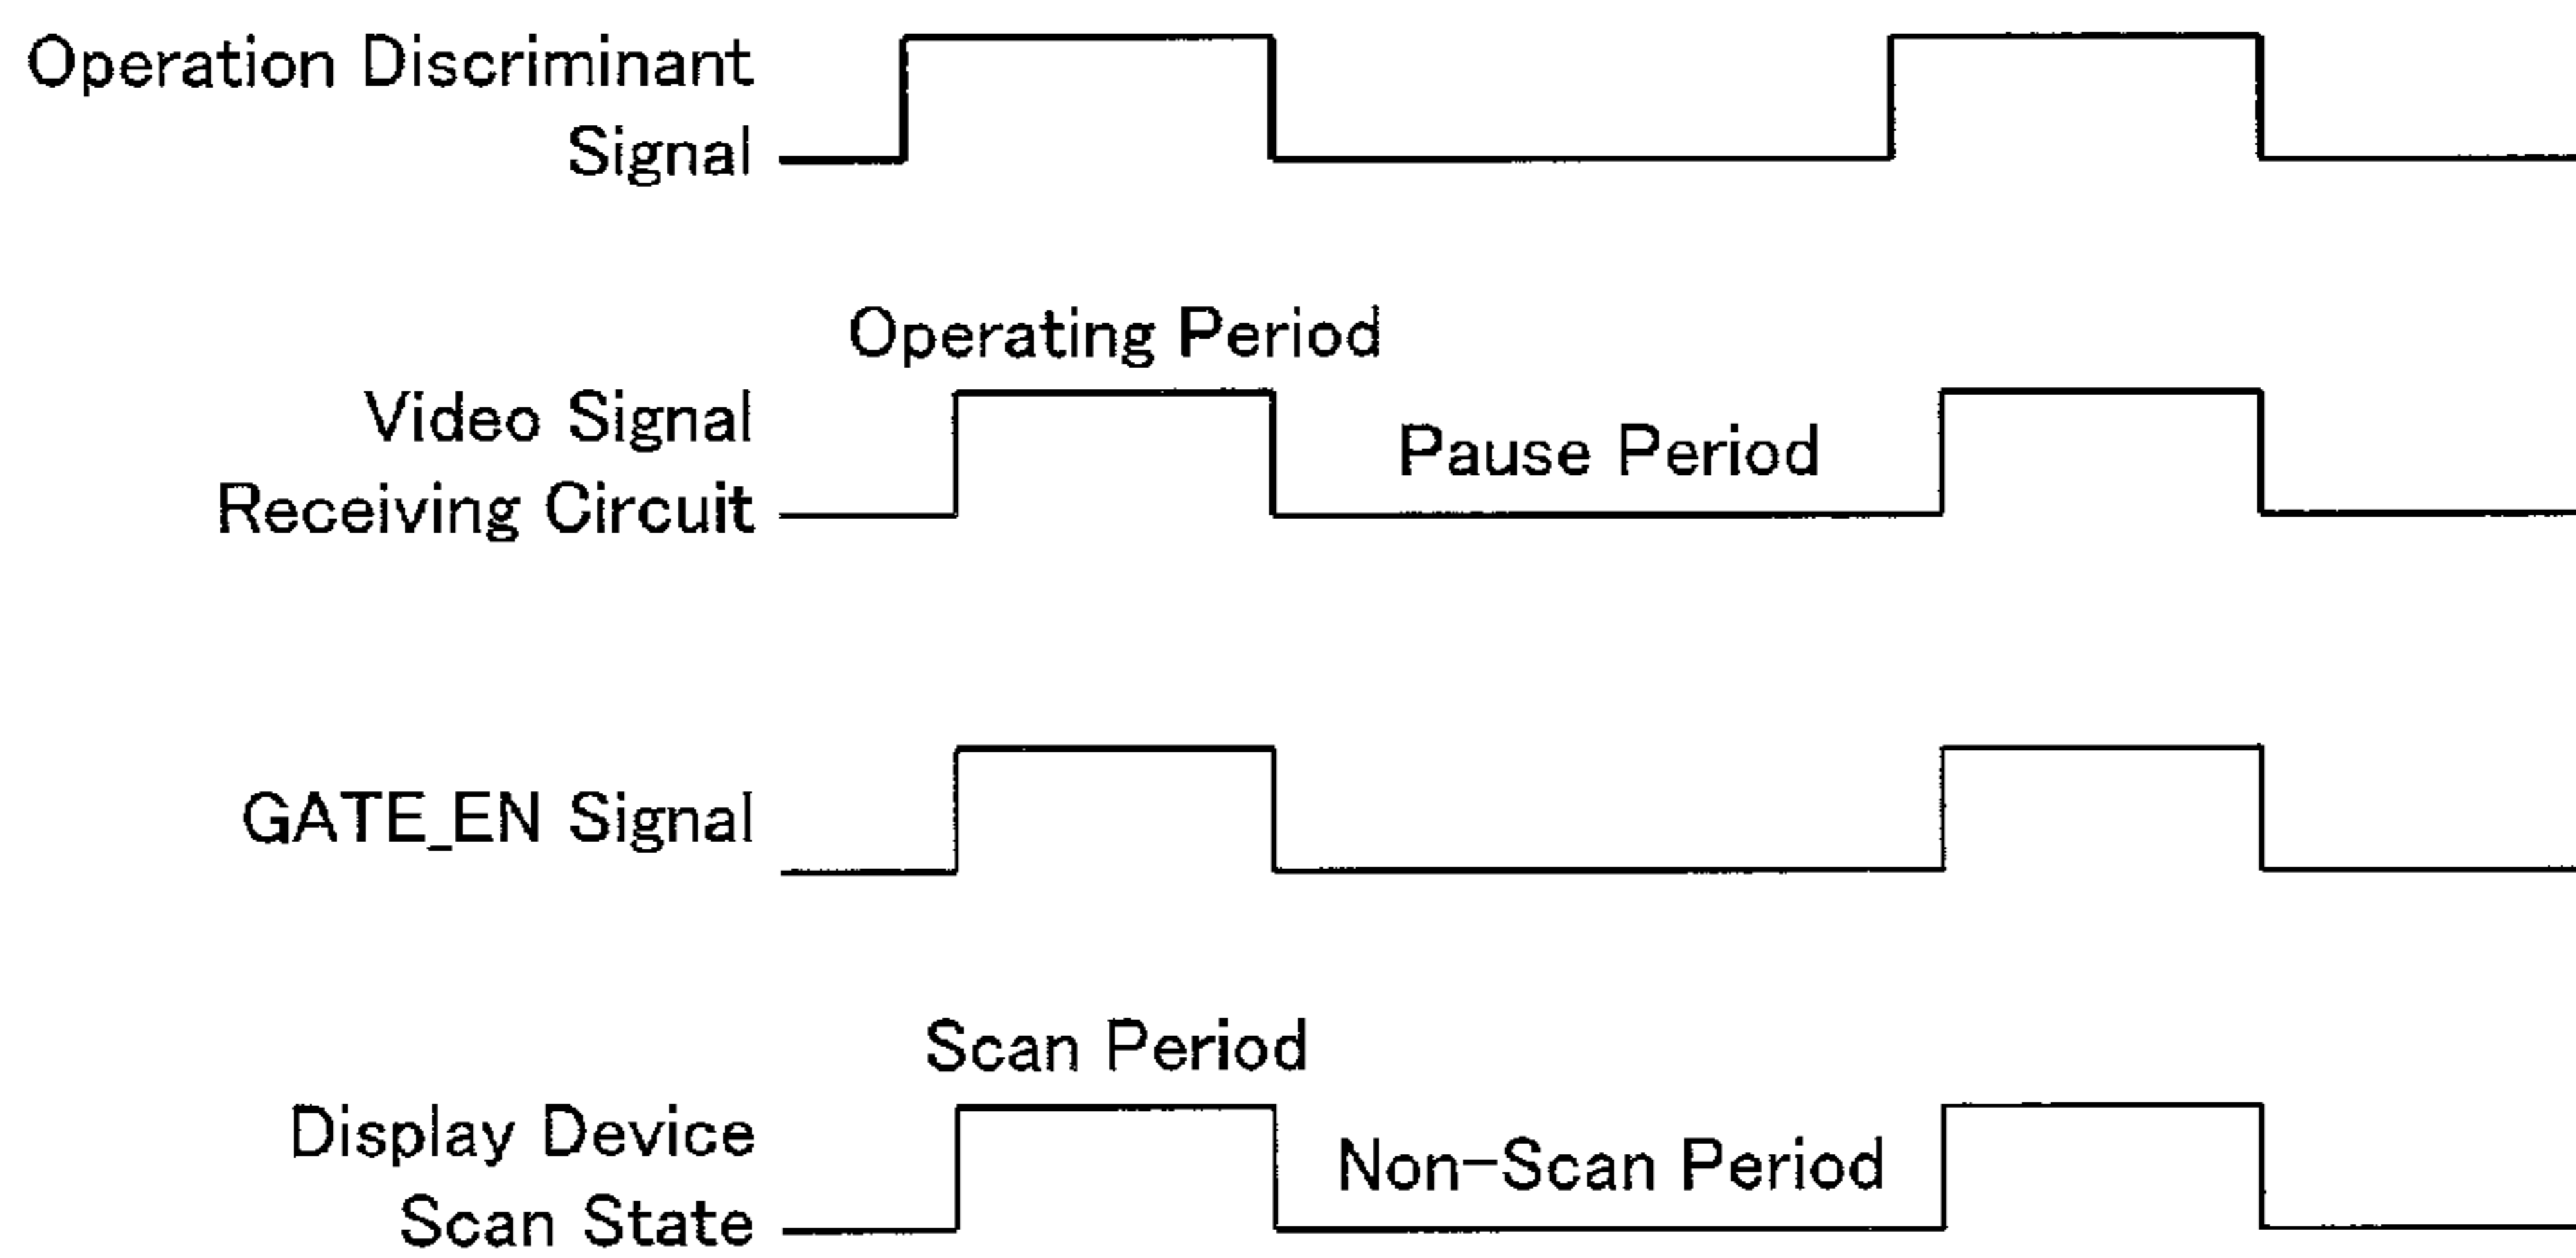 Operation Discriminant
Signal
Operating Period
Video Signal
Receiving Circuit
Pause Period
GATE_EN Signal
Scan Period
Display Device
Scan State
Non-Scan Period